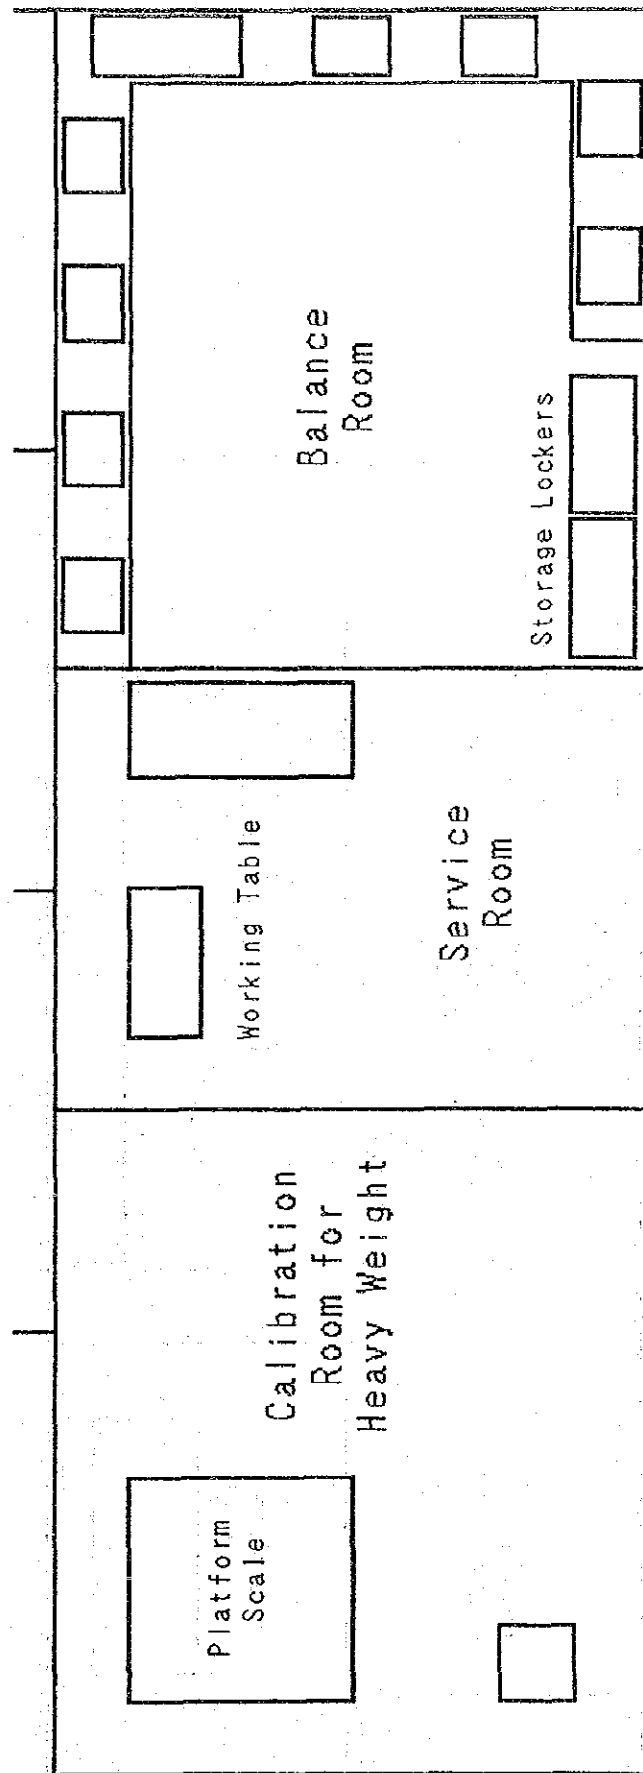 Platform
Scale
Calibration
Room for
Heavy Weight
Working Table
Service
Room
Balance
Room
Storage Lockers